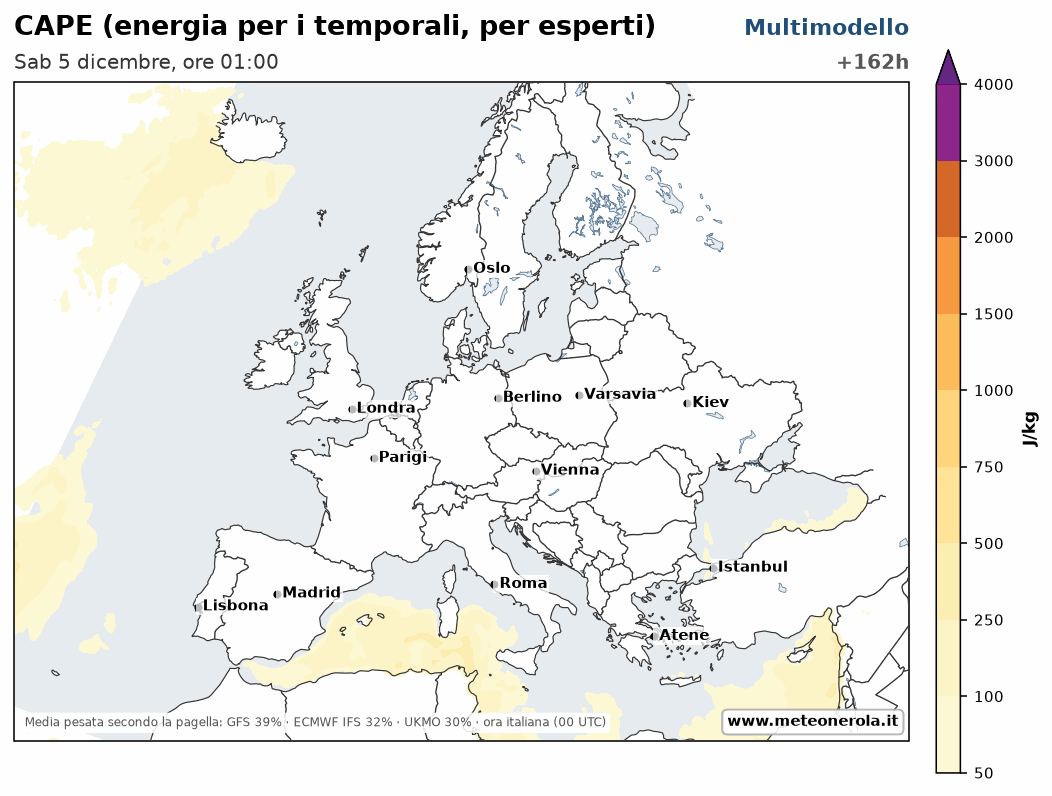 CAPE (energia per i temporali, per esperti)
Multimodello
Sab 5 dicembre, ore 01:00
+162h
4000
3000
2000
1500
1000
750
500
250
100
50
J/kg
Oslo
Berlino
Varsavia
Kiev
Londra
Parigi
Vienna
Istanbul
Roma
Madrid
Lisbona
Atene
Media pesata secondo la pagella: GFS 39% · ECMWF IFS 32% · UKMO 30% · ora italiana (00 UTC)
www.meteonerola.it